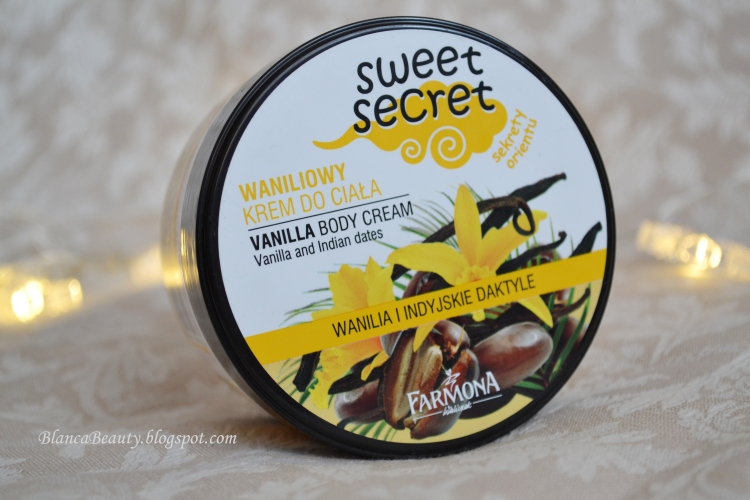 sweet
secret
sekrety
orientu
WANILIOWY
KREM DO CIAŁA
VANILLA BODY CREAM
Vanilla and Indian dates
WANILIA I INDYJSKIE DAKTYLE
FARMONA
BlancaBeauty.blogspot.com